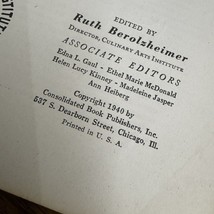 INSTITUT
EDITED BY
Ruth Berolzheimer
DIRECTOR, CULINARY ARTS INSTITUTE
ASSOCIATE EDITORS
Edna L. Gaul - Ethel Marie McDonald
Helen Lucy Kinney - Madeleine Jasper
Ann Heiberg
Copyright 1940 by
Consolidated Book Publishers, Inc.
537 S. Dearborn Street, Chicago, Ill.
Printed in U. S. A.